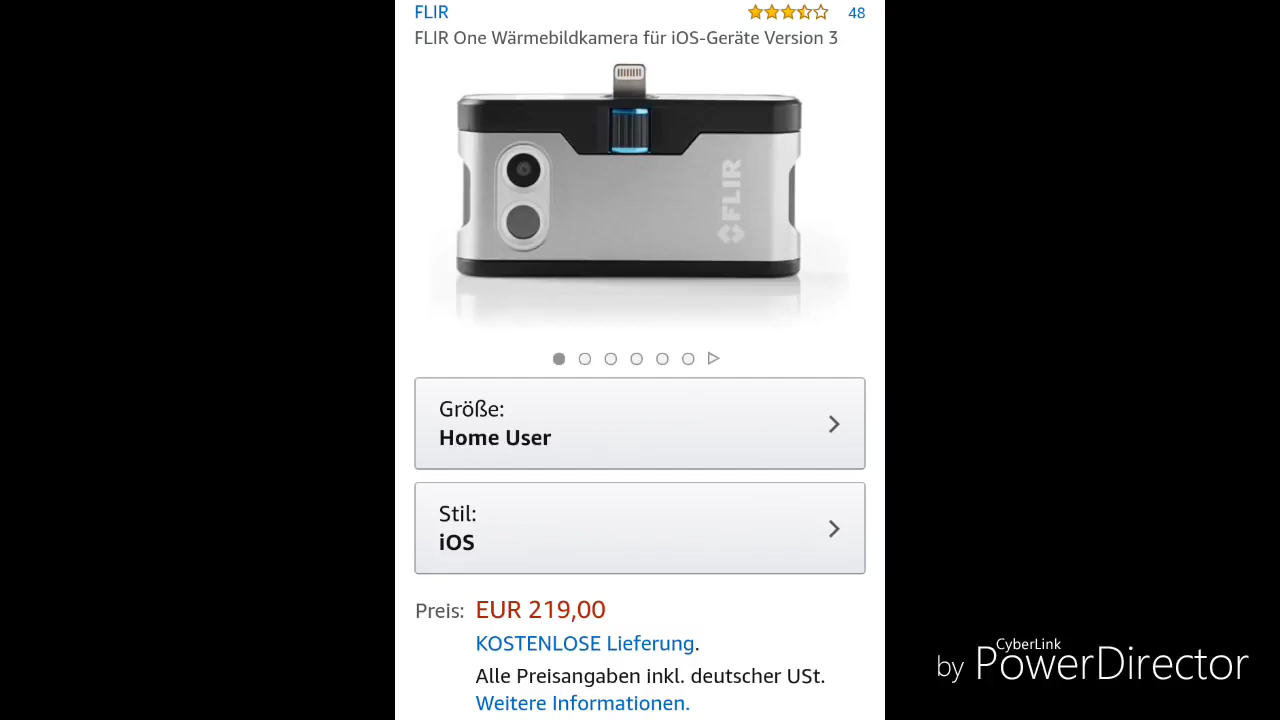 FLIR 48
FLIR One Wärmebildkamera für iOS-Geräte Version 3
FLIR
Größe:
Home User
Stil:
iOS
Preis: EUR 219,00
KOSTENLOSE Lieferung.
Alle Preisangaben inkl. deutscher USt.
Weitere Informationen.
by CyberLink PowerDirector